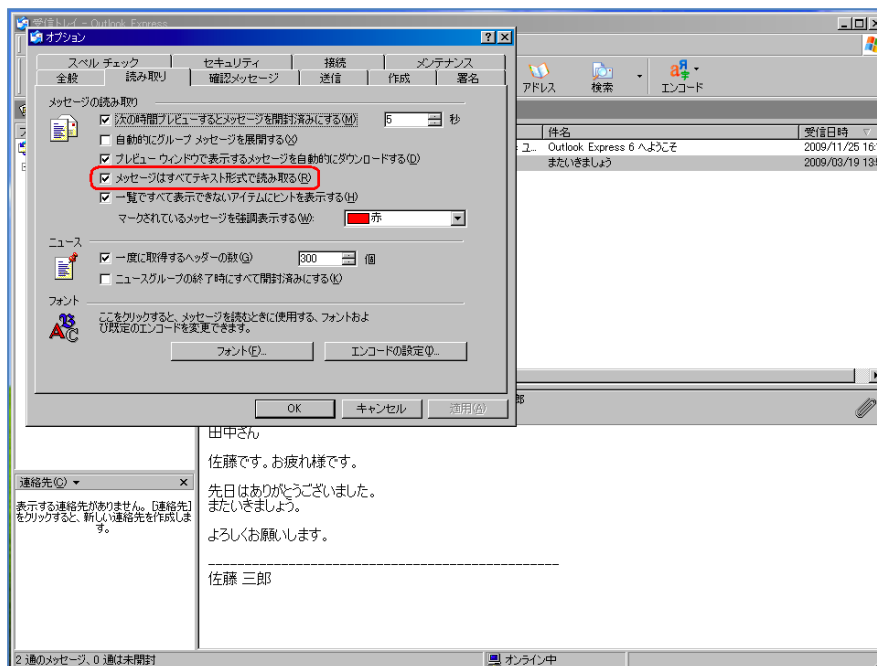 受信トレイ - Outlook Express
オプション
スペル チェック
セキュリティ
接続
メンテナンス
全般
読み取り
確認メッセージ
送信
作成
署名
メッセージの読み取り
次の時間プレビューするとメッセージを開封済みにする(M)
5
秒
自動的にグループ メッセージを展開する(X)
プレビュー ウィンドウで表示するメッセージを自動的にダウンロードする(D)
メッセージはすべてテキスト形式で読み取る(R)
一覧ですべて表示できないアイテムにヒントを表示する(H)
マークされているメッセージを強調表示する(W):
赤
ニュース
一度に取得するヘッダーの数(G)
300
個
ニュースグループの終了時にすべて開封済みにする(K)
フォント
ここをクリックすると、メッセージを読むときに使用する、フォントおよ
び既定のエンコードを変更できます。
フォント(F)...
エンコードの設定(I)...
OK
キャンセル
適用(A)
アドレス
検索
エンコード
件名
受信日時
ユ...
Outlook Express 6 へようこそ
2009/11/25 16:
またいきましょう
2009/03/19 13:
郎
田中さん
佐藤です。お疲れ様です。
先日はありがとうございました。
またいきましょう。
よろしくお願いします。
------------------------------------------------
佐藤 三郎
連絡先(C)
表示する連絡先がありません。[連絡先]
をクリックすると、新しい連絡先を作成しま
す。
2 通のメッセージ、0 通は未開封
オンライン中